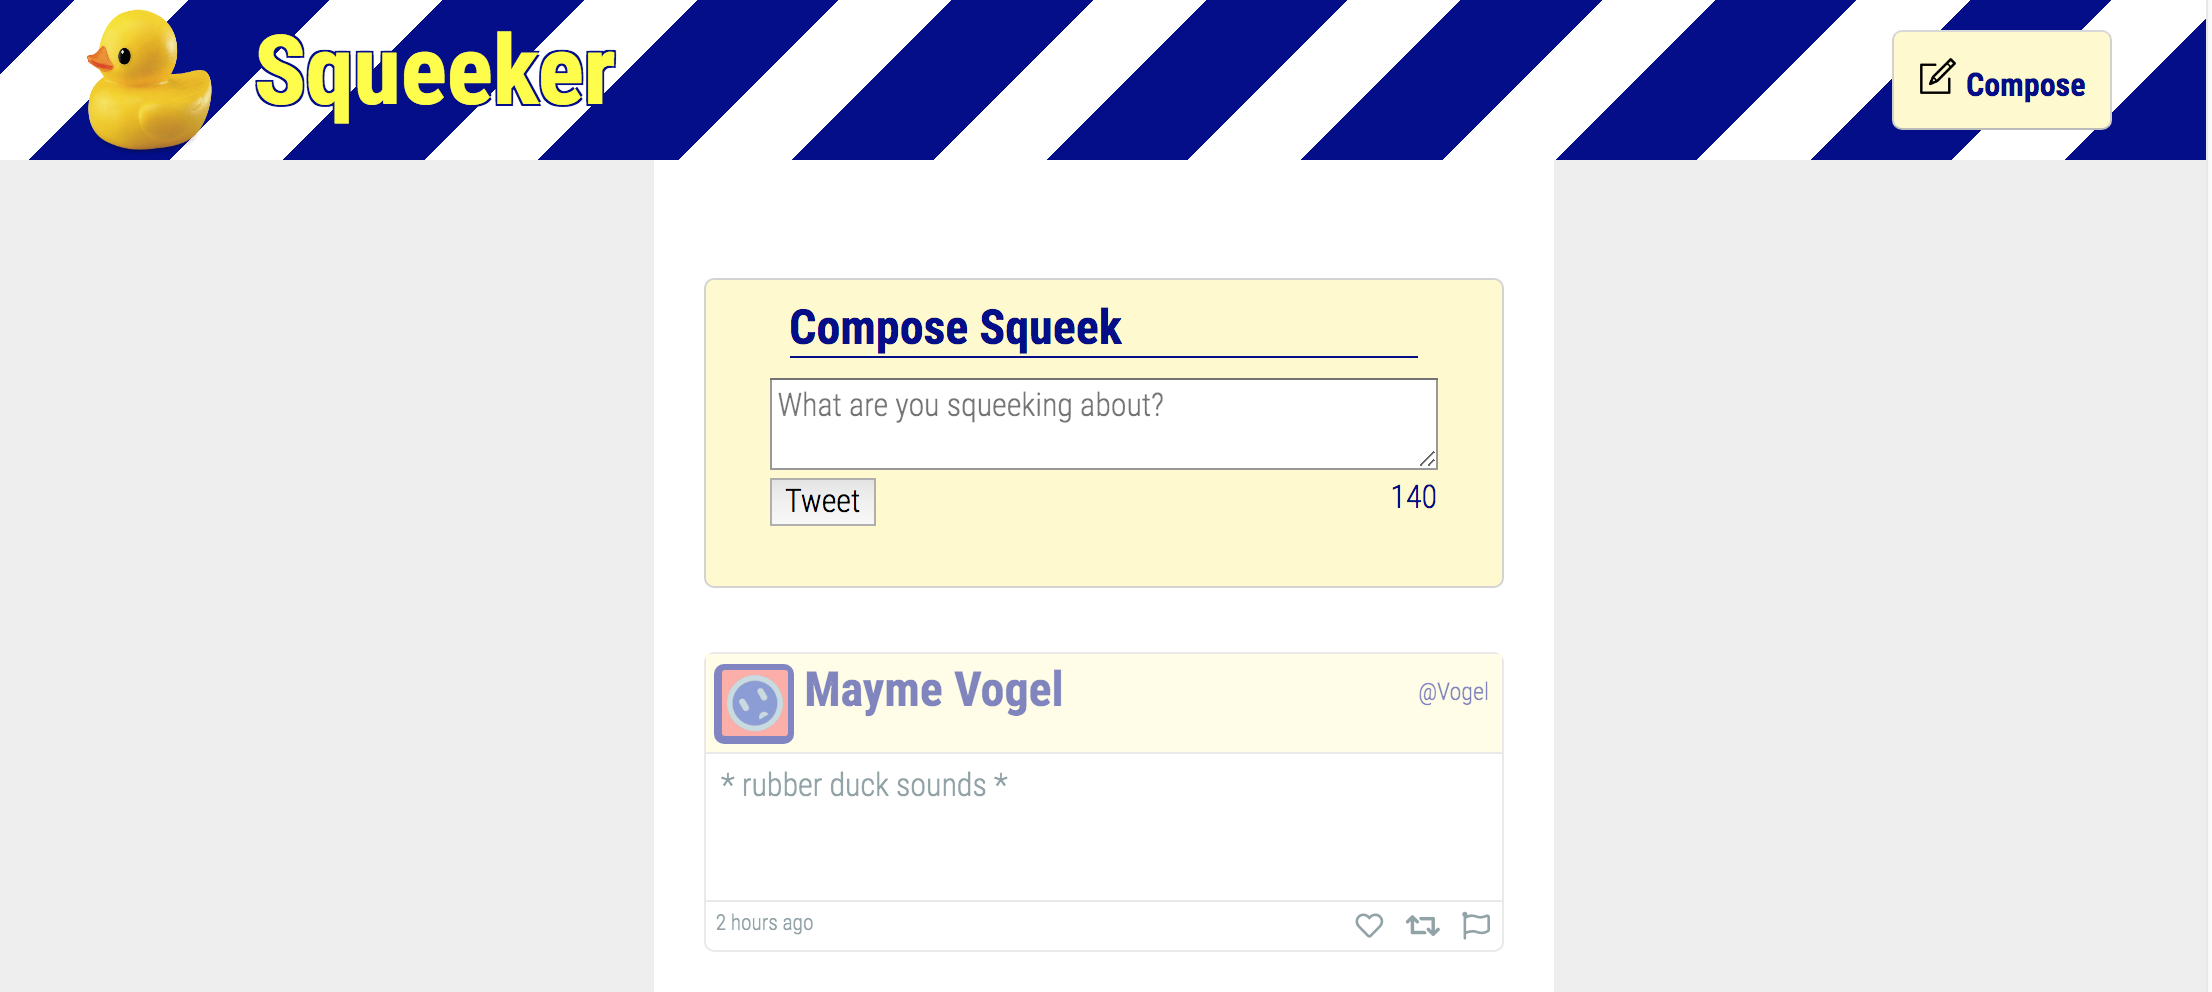 Squeeker
Compose
Compose Squeek
What are you squeeking about?
Tweet
140
Mayme Vogel
@Vogel
* rubber duck sounds *
2 hours ago